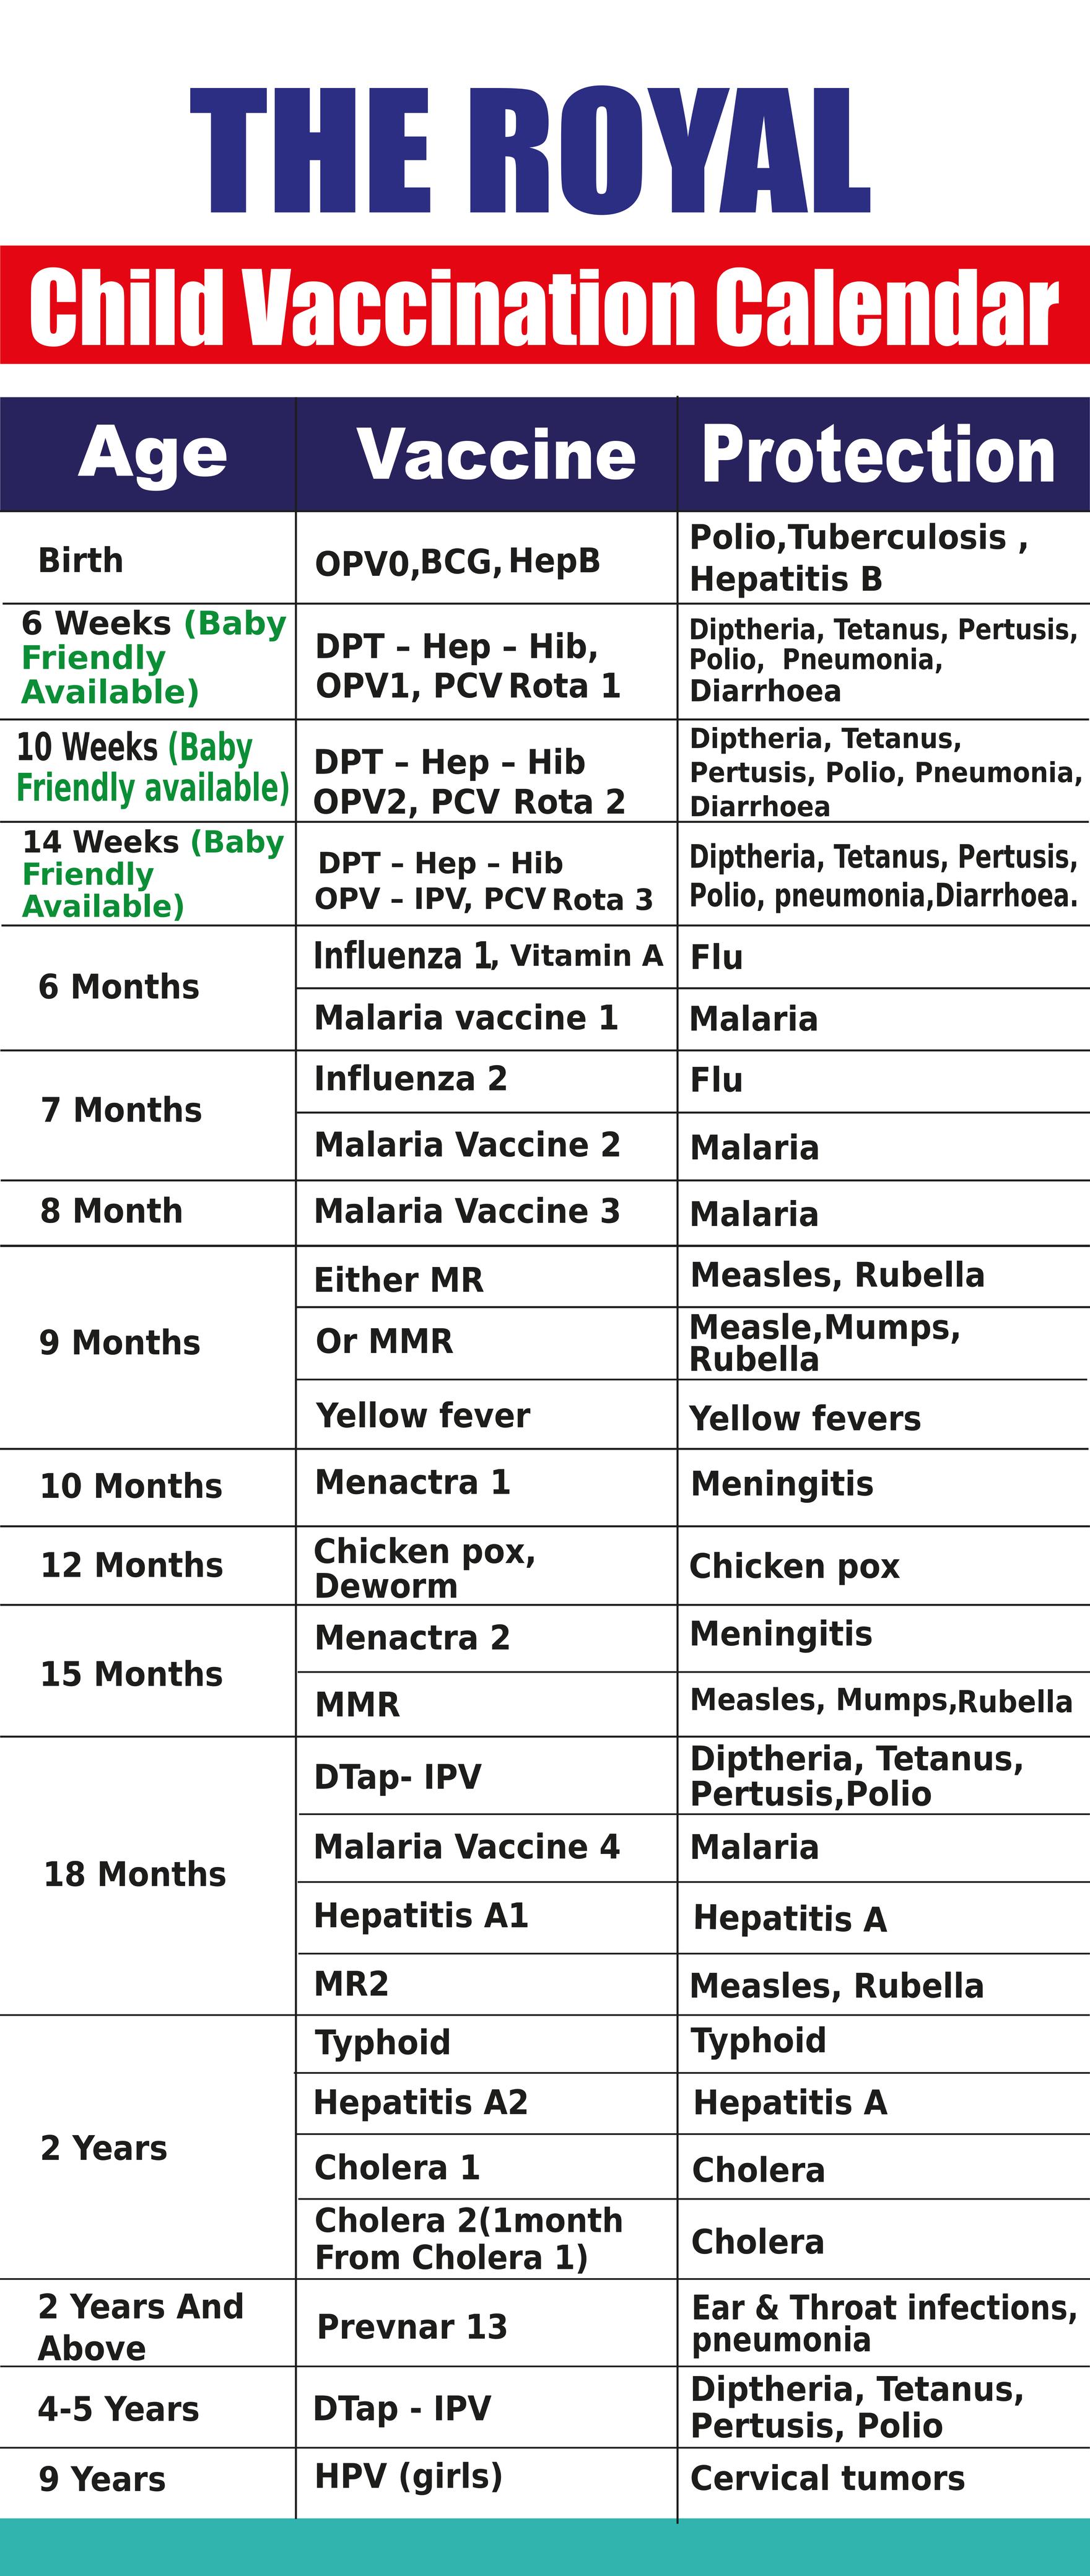 THE ROYAL
Child Vaccination Calendar
Age Vaccine Protection
Birth
OPV0,BCG, HepB
Polio,Tuberculosis ,
Hepatitis B
6 Weeks (Baby
Friendly
Available)
DPT – Hep – Hib,
OPV1, PCV Rota 1
Diptheria, Tetanus, Pertusis,
Polio, Pneumonia,
Diarrhoea
10 Weeks (Baby
Friendly available)
DPT – Hep – Hib
OPV2, PCV Rota 2
Diptheria, Tetanus,
Pertusis, Polio, Pneumonia,
Diarrhoea
14 Weeks (Baby
Friendly
Available)
DPT – Hep – Hib
OPV – IPV, PCV Rota 3
Diptheria, Tetanus, Pertusis,
Polio, pneumonia,Diarrhoea.
6 Months
Influenza 1, Vitamin A
Flu
Malaria vaccine 1
Malaria
7 Months
Influenza 2
Flu
Malaria Vaccine 2
Malaria
8 Month
Malaria Vaccine 3
Malaria
9 Months
Either MR
Measles, Rubella
Or MMR
Measle,Mumps,
Rubella
Yellow fever
Yellow fevers
10 Months
Menactra 1
Meningitis
12 Months
Chicken pox,
Deworm
Chicken pox
15 Months
Menactra 2
Meningitis
MMR
Measles, Mumps,Rubella
18 Months
DTap- IPV
Diptheria, Tetanus,
Pertusis,Polio
Malaria Vaccine 4
Malaria
Hepatitis A1
Hepatitis A
MR2
Measles, Rubella
2 Years
Typhoid
Typhoid
Hepatitis A2
Hepatitis A
Cholera 1
Cholera
Cholera 2(1month
From Cholera 1)
Cholera
2 Years And
Above
Prevnar 13
Ear & Throat infections,
pneumonia
4-5 Years
DTap - IPV
Diptheria, Tetanus,
Pertusis, Polio
9 Years
HPV (girls)
Cervical tumors